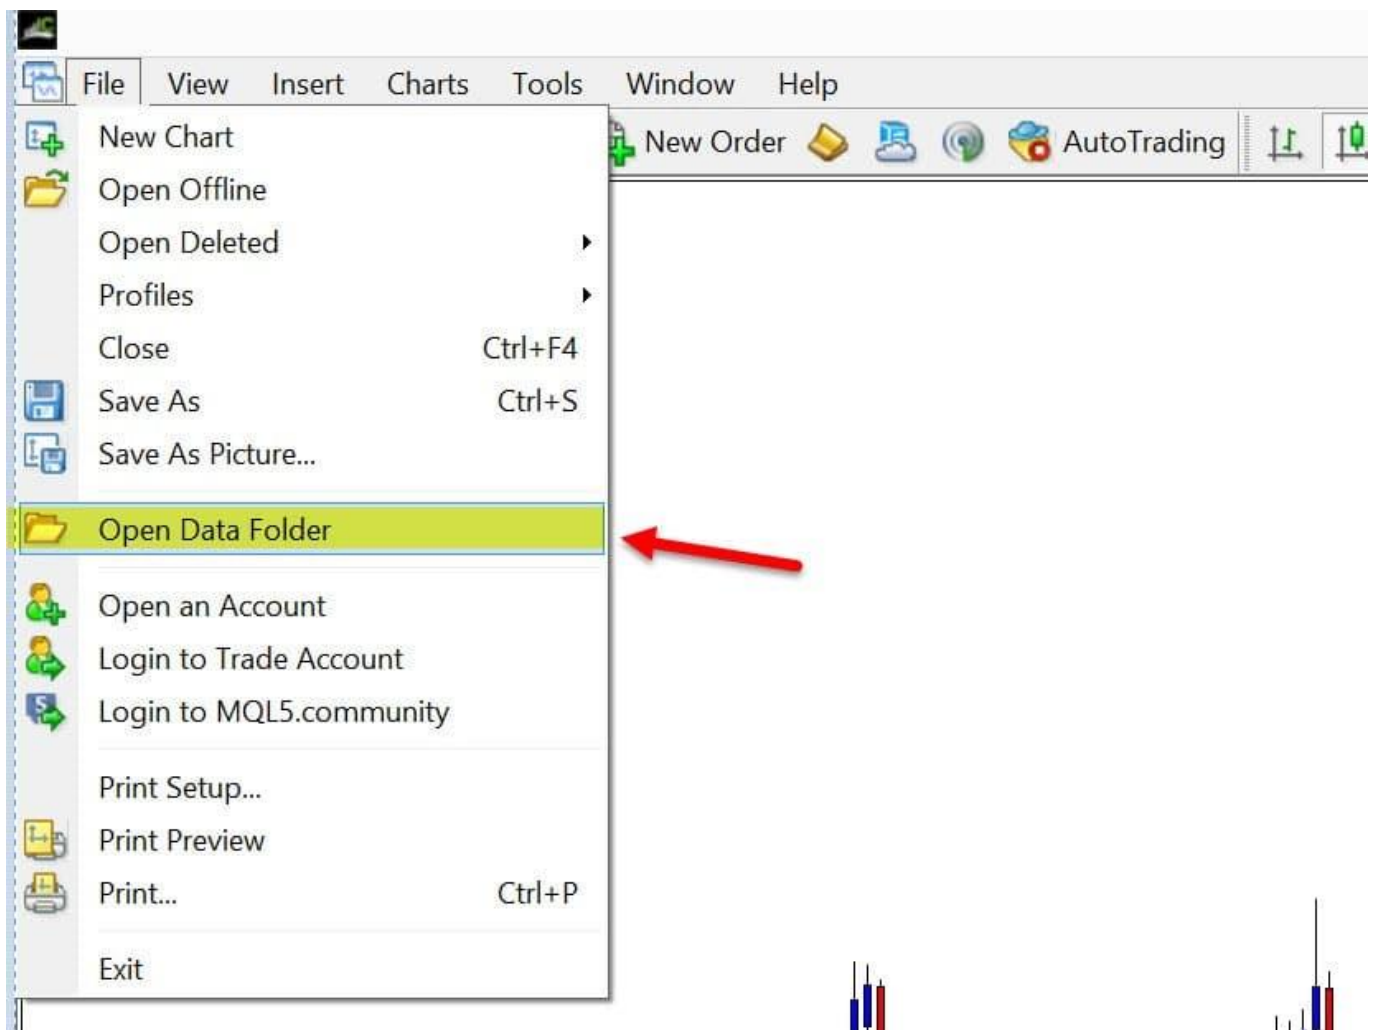 File View Insert Charts Tools Window Help
New Order AutoTrading
New Chart
Open Offline
Open Deleted
Profiles
Close Ctrl+F4
Save As Ctrl+S
Save As Picture...
Open Data Folder
Open an Account
Login to Trade Account
Login to MQL5.community
Print Setup...
Print Preview
Print... Ctrl+P
Exit